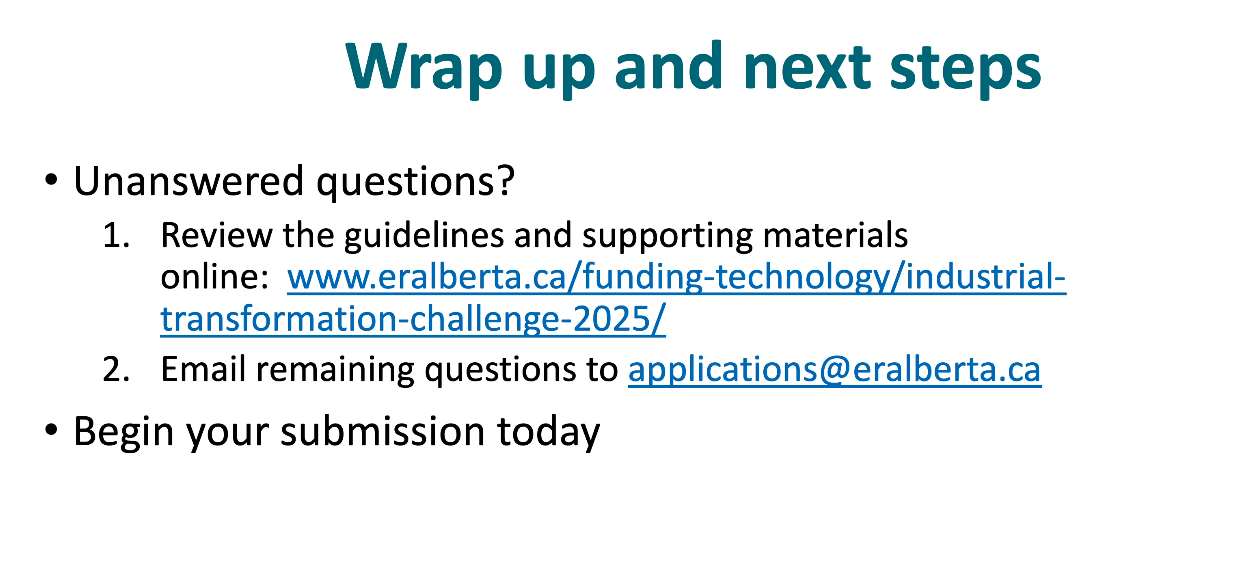 Wrap up and next steps
• Unanswered questions?
1. Review the guidelines and supporting materials
online: www.eralberta.ca/funding-technology/industrial-
transformation-challenge-2025/
2. Email remaining questions to applications@eralberta.ca
• Begin your submission today